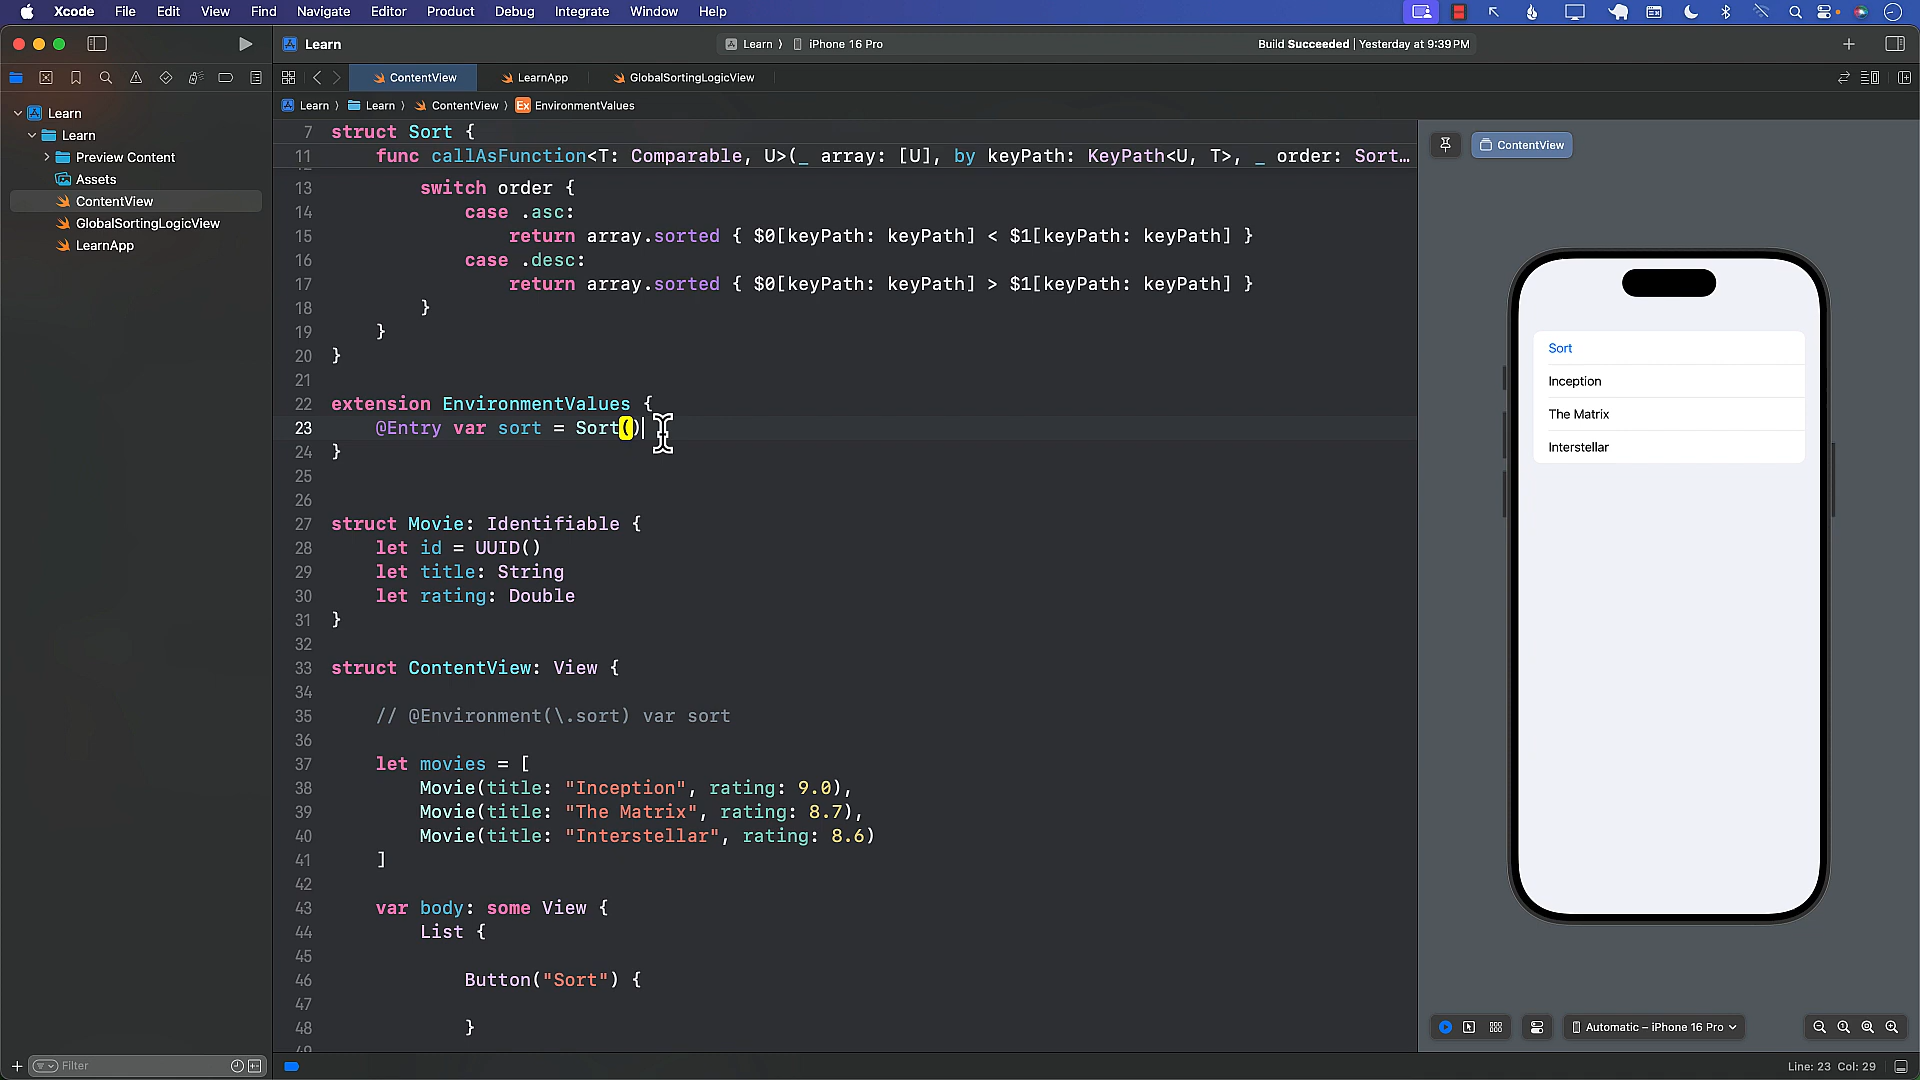 Xcode File Edit View Find Navigate Editor Product Debug Integrate Window Help
Learn
Learn 〉 iPhone 16 Pro
Build Succeeded | Yesterday at 9:39 PM
ContentView
LearnApp
GlobalSortingLogicView
Learn 〉 Learn 〉 ContentView 〉 Ex EnvironmentValues
Learn
Learn
Preview Content
Assets
ContentView
GlobalSortingLogicView
LearnApp
Filter
7 struct Sort {
11 func callAsFunction<T: Comparable, U>(_ array: [U], by keyPath: KeyPath<U, T>, _ order: Sort…
13 switch order {
14 case .asc:
15 return array.sorted { $0[keyPath: keyPath] < $1[keyPath: keyPath] }
16 case .desc:
17 return array.sorted { $0[keyPath: keyPath] > $1[keyPath: keyPath] }
18 }
19 }
20 }
21
22 extension EnvironmentValues {
23 @Entry var sort = Sort()
24 }
25
26
27 struct Movie: Identifiable {
28 let id = UUID()
29 let title: String
30 let rating: Double
31 }
32
33 struct ContentView: View {
34
35 // @Environment(\.sort) var sort
36
37 let movies = [
38 Movie(title: "Inception", rating: 9.0),
39 Movie(title: "The Matrix", rating: 8.7),
40 Movie(title: "Interstellar", rating: 8.6)
41 ]
42
43 var body: some View {
44 List {
45
46 Button("Sort") {
47
48 }
ContentView
Sort
Inception
The Matrix
Interstellar
Automatic – iPhone 16 Pro
Line: 23 Col: 29